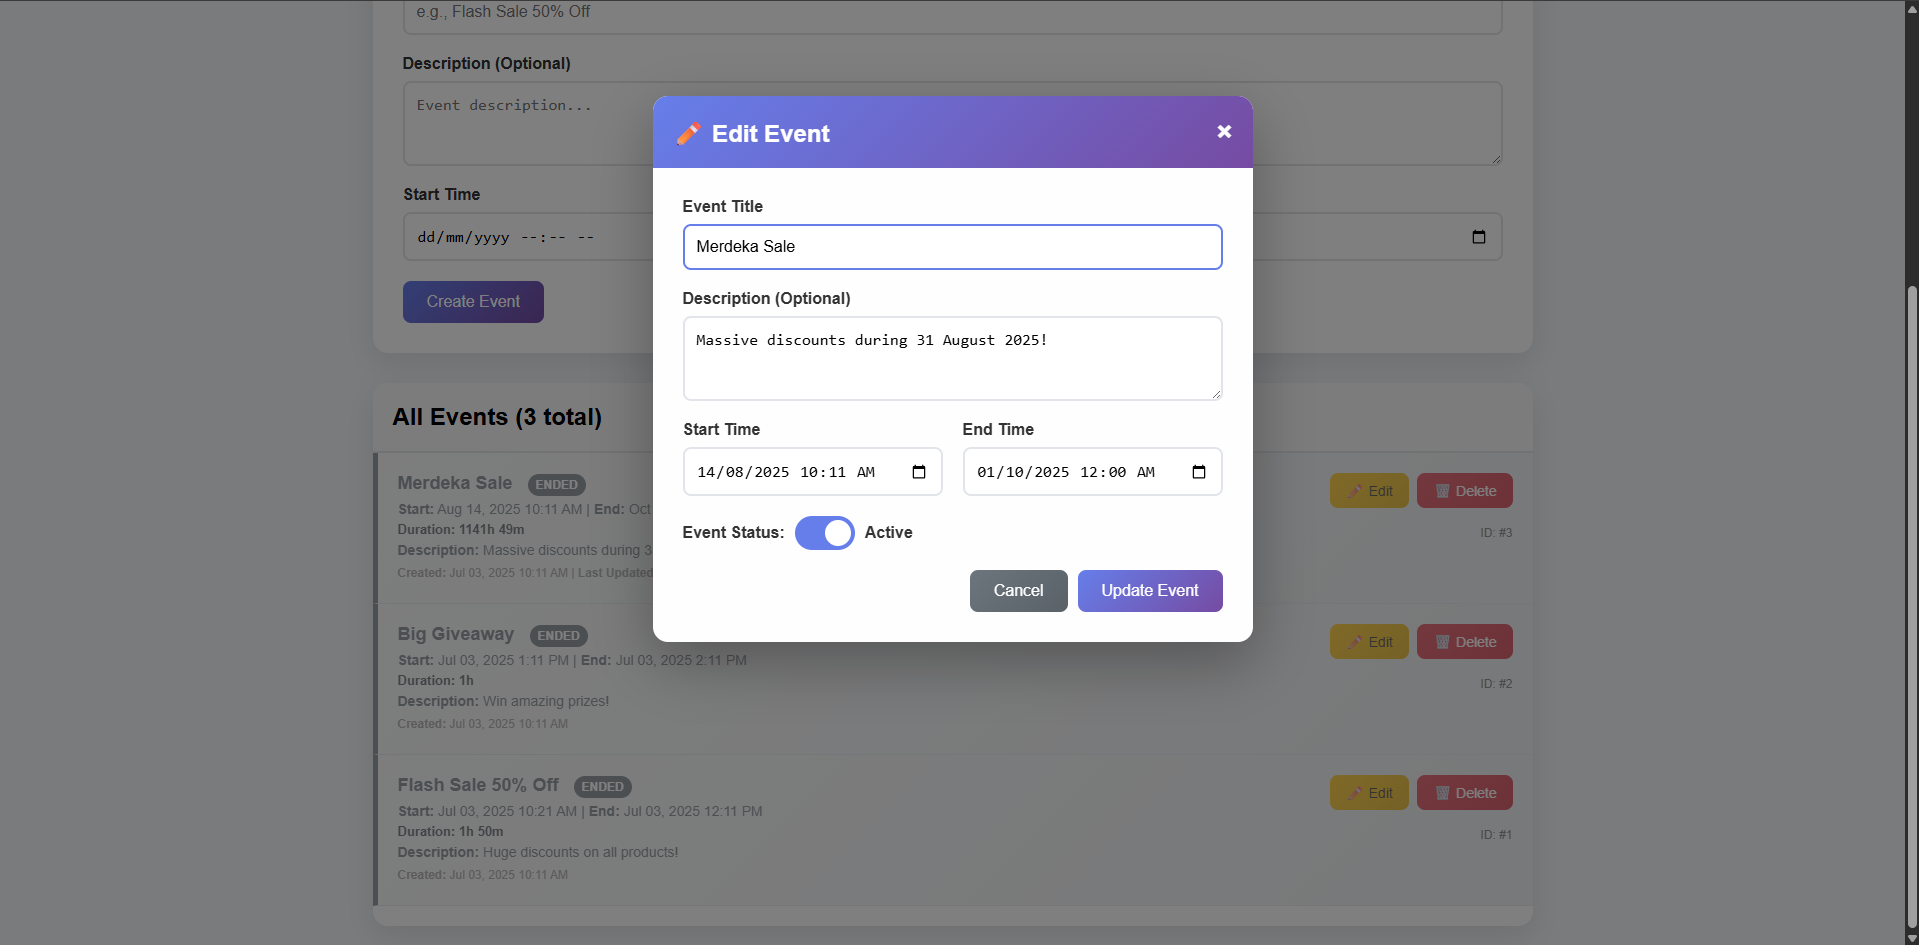 e.g., Flash Sale 50% Off
Description (Optional)
Event description...
Start Time
dd/mm/yyyy --:-- --
Create Event
Edit Event
Event Title
Merdeka Sale
Description (Optional)
Massive discounts during 31 August 2025!
Start Time End Time
14/08/2025 10:11 AM 01/10/2025 12:00 AM
Event Status: Active
Cancel Update Event
All Events (3 total)
Merdeka Sale ENDED Edit Delete
Start: Aug 14, 2025 10:11 AM | End: Oct
Duration: 1141h 49m ID: #3
Description: Massive discounts during 3
Created: Jul 03, 2025 10:11 AM | Last Updated
Big Giveaway ENDED Edit Delete
Start: Jul 03, 2025 1:11 PM | End: Jul 03, 2025 2:11 PM
Duration: 1h ID: #2
Description: Win amazing prizes!
Created: Jul 03, 2025 10:11 AM
Flash Sale 50% Off ENDED Edit Delete
Start: Jul 03, 2025 10:21 AM | End: Jul 03, 2025 12:11 PM
Duration: 1h 50m ID: #1
Description: Huge discounts on all products!
Created: Jul 03, 2025 10:11 AM